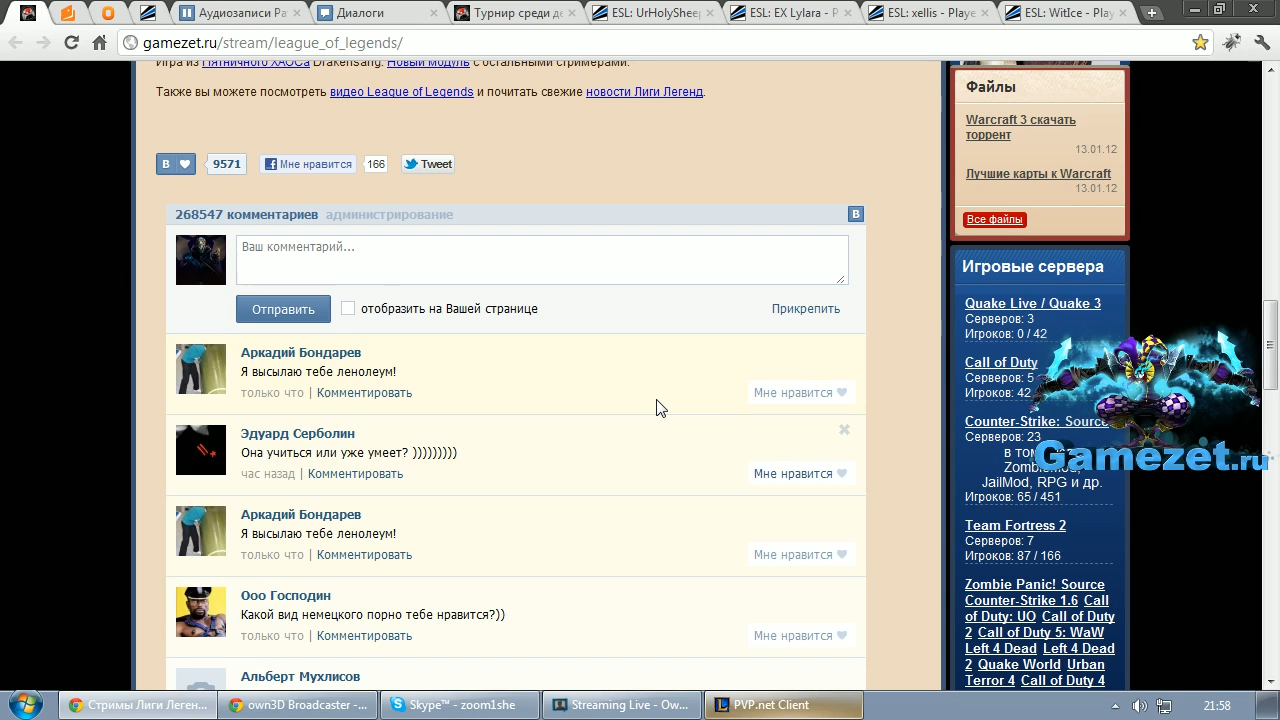 Аудиозаписи Ра
Диалоги
Турнир среди де
ESL: UrHolySheep
ESL: EX Lylara - P
ESL: xellis - Playe
ESL: WitIce - Play
gamezet.ru/stream/league_of_legends/
Игра из Пятничного ХАОСа Drakensang. Новый модуль с остальными стримерами.
Также вы можете посмотреть видео League of Legends и почитать свежие новости Лиги Легенд.
В 9571 Мне нравится 166 Tweet
268547 комментариев администрирование В
Ваш комментарий...
Отправить отобразить на Вашей странице Прикрепить
Аркадий Бондарев
Я высылаю тебе ленолеум!
только что | Комментировать Мне нравится
Эдуард Серболин
Она учиться или уже умеет? )))))))))
час назад | Комментировать Мне нравится
Аркадий Бондарев
Я высылаю тебе ленолеум!
только что | Комментировать Мне нравится
Ооо Господин
Какой вид немецкого порно тебе нравится?))
только что | Комментировать Мне нравится
Альберт Мухлисов
Файлы
Warcraft 3 скачать
торрент
13.01.12
Лучшие карты к Warcraft
13.01.12
Все файлы
Игровые сервера
Quake Live / Quake 3
Серверов: 3
Игроков: 0 / 42
Call of Duty
Серверов: 5
Игроков: 42
Counter-Strike: Source
Серверов: 23
в том
ZombieMod,
JailMod, RPG и др.
Игроков: 65 / 451
Gamezet.ru
Team Fortress 2
Серверов: 7
Игроков: 87 / 166
Zombie Panic! Source
Counter-Strike 1.6 Call
of Duty: UO Call of Duty
2 Call of Duty 5: WaW
Left 4 Dead Left 4 Dead
2 Quake World Urban
Terror 4 Call of Duty 4
Стримы Лиги Леген...
own3D Broadcaster -...
Skype™ - zoom1she
Streaming Live - Ow...
PVP.net Client
21:58